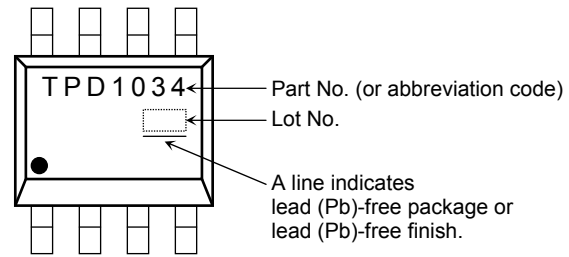 TPD1034
Part No. (or abbreviation code)
Lot No.
A line indicates
lead (Pb)-free package or
lead (Pb)-free finish.